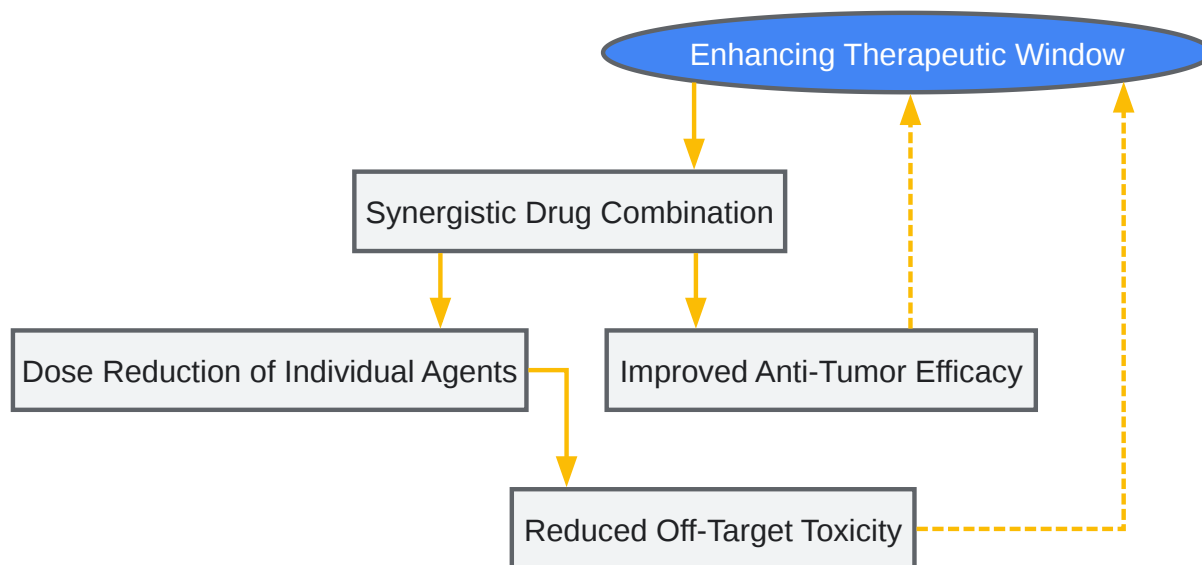 Enhancing Therapeutic Window
Synergistic Drug Combination
Dose Reduction of Individual Agents
Improved Anti-Tumor Efficacy
Reduced Off-Target Toxicity